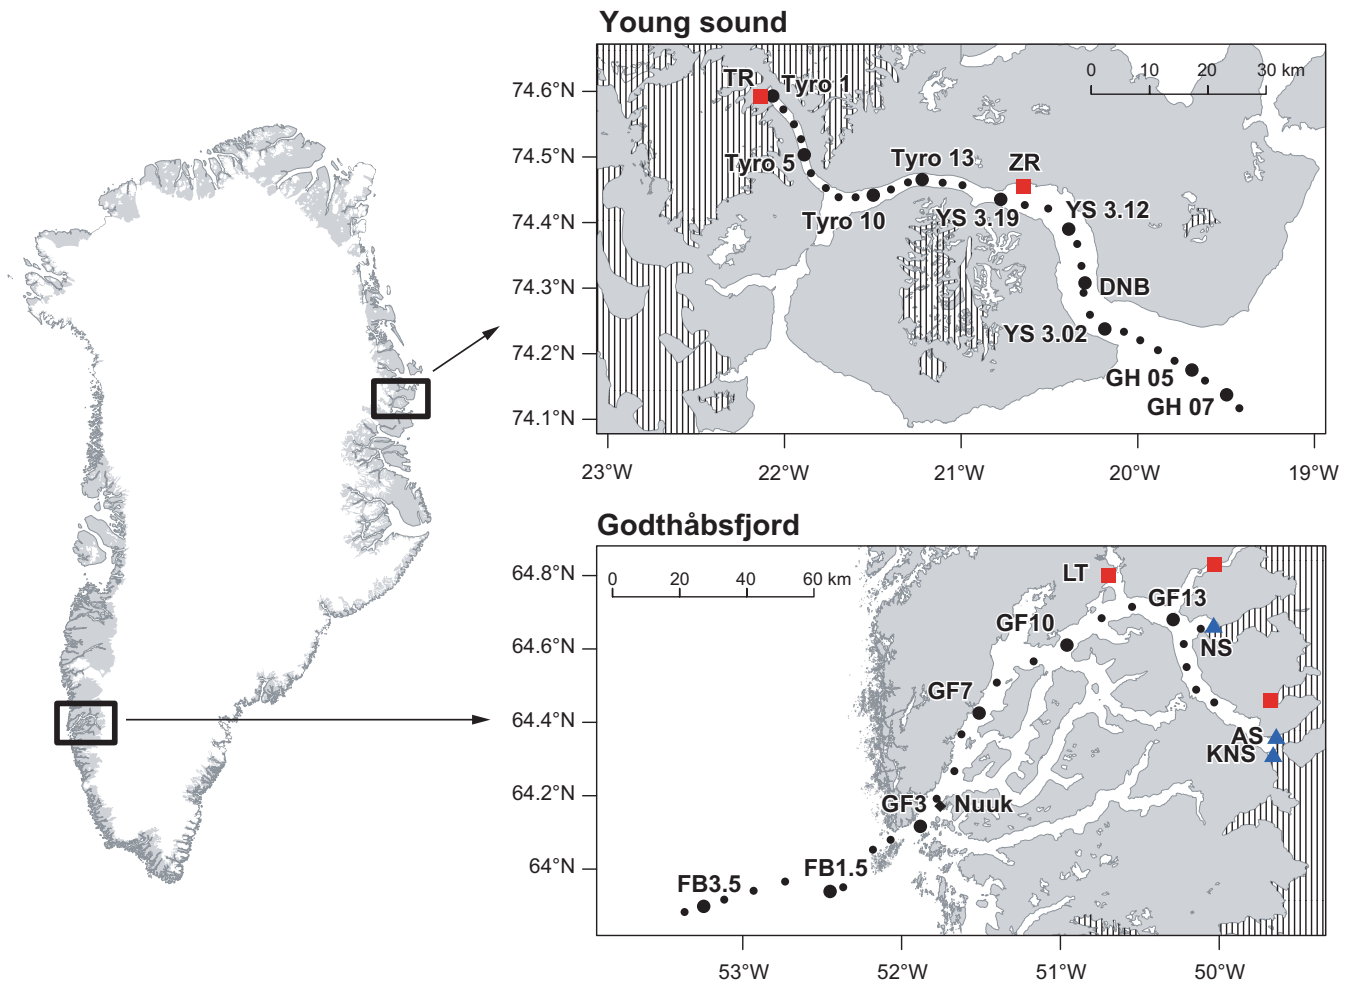 Young sound
74.6°N
74.5°N
74.4°N
74.3°N
74.2°N
74.1°N
23°W
22°W
21°W
20°W
19°W
0 10 20 30 km
TR
Tyro 1
Tyro 5
Tyro 10
Tyro 13
ZR
YS 3.19
YS 3.12
DNB
YS 3.02
GH 05
GH 07
Godthåbsfjord
64.8°N
64.6°N
64.4°N
64.2°N
64°N
53°W
52°W
51°W
50°W
0 20 40 60 km
LT
GF13
GF10
NS
GF7
AS
KNS
GF3
Nuuk
FB1.5
FB3.5